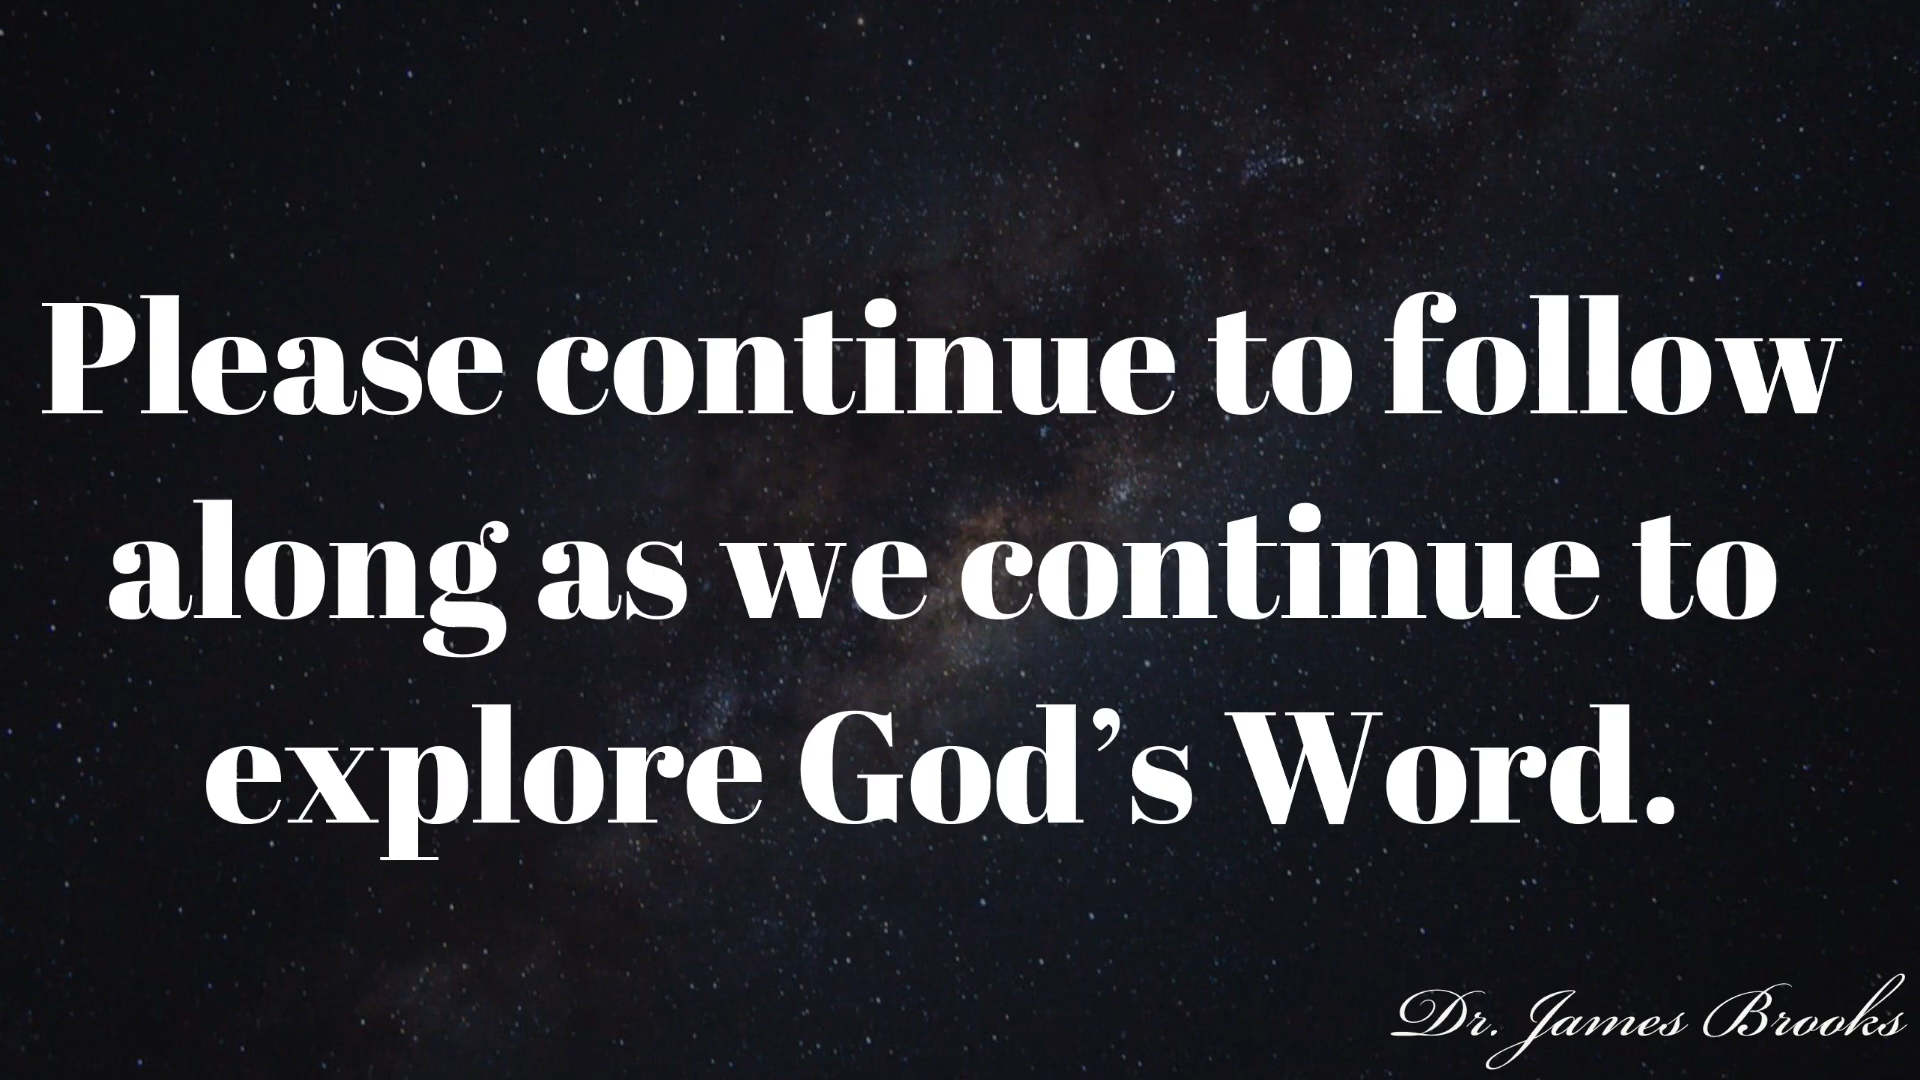 Please continue to follow
along as we continue to
explore God’s Word.
Dr. James Brooks